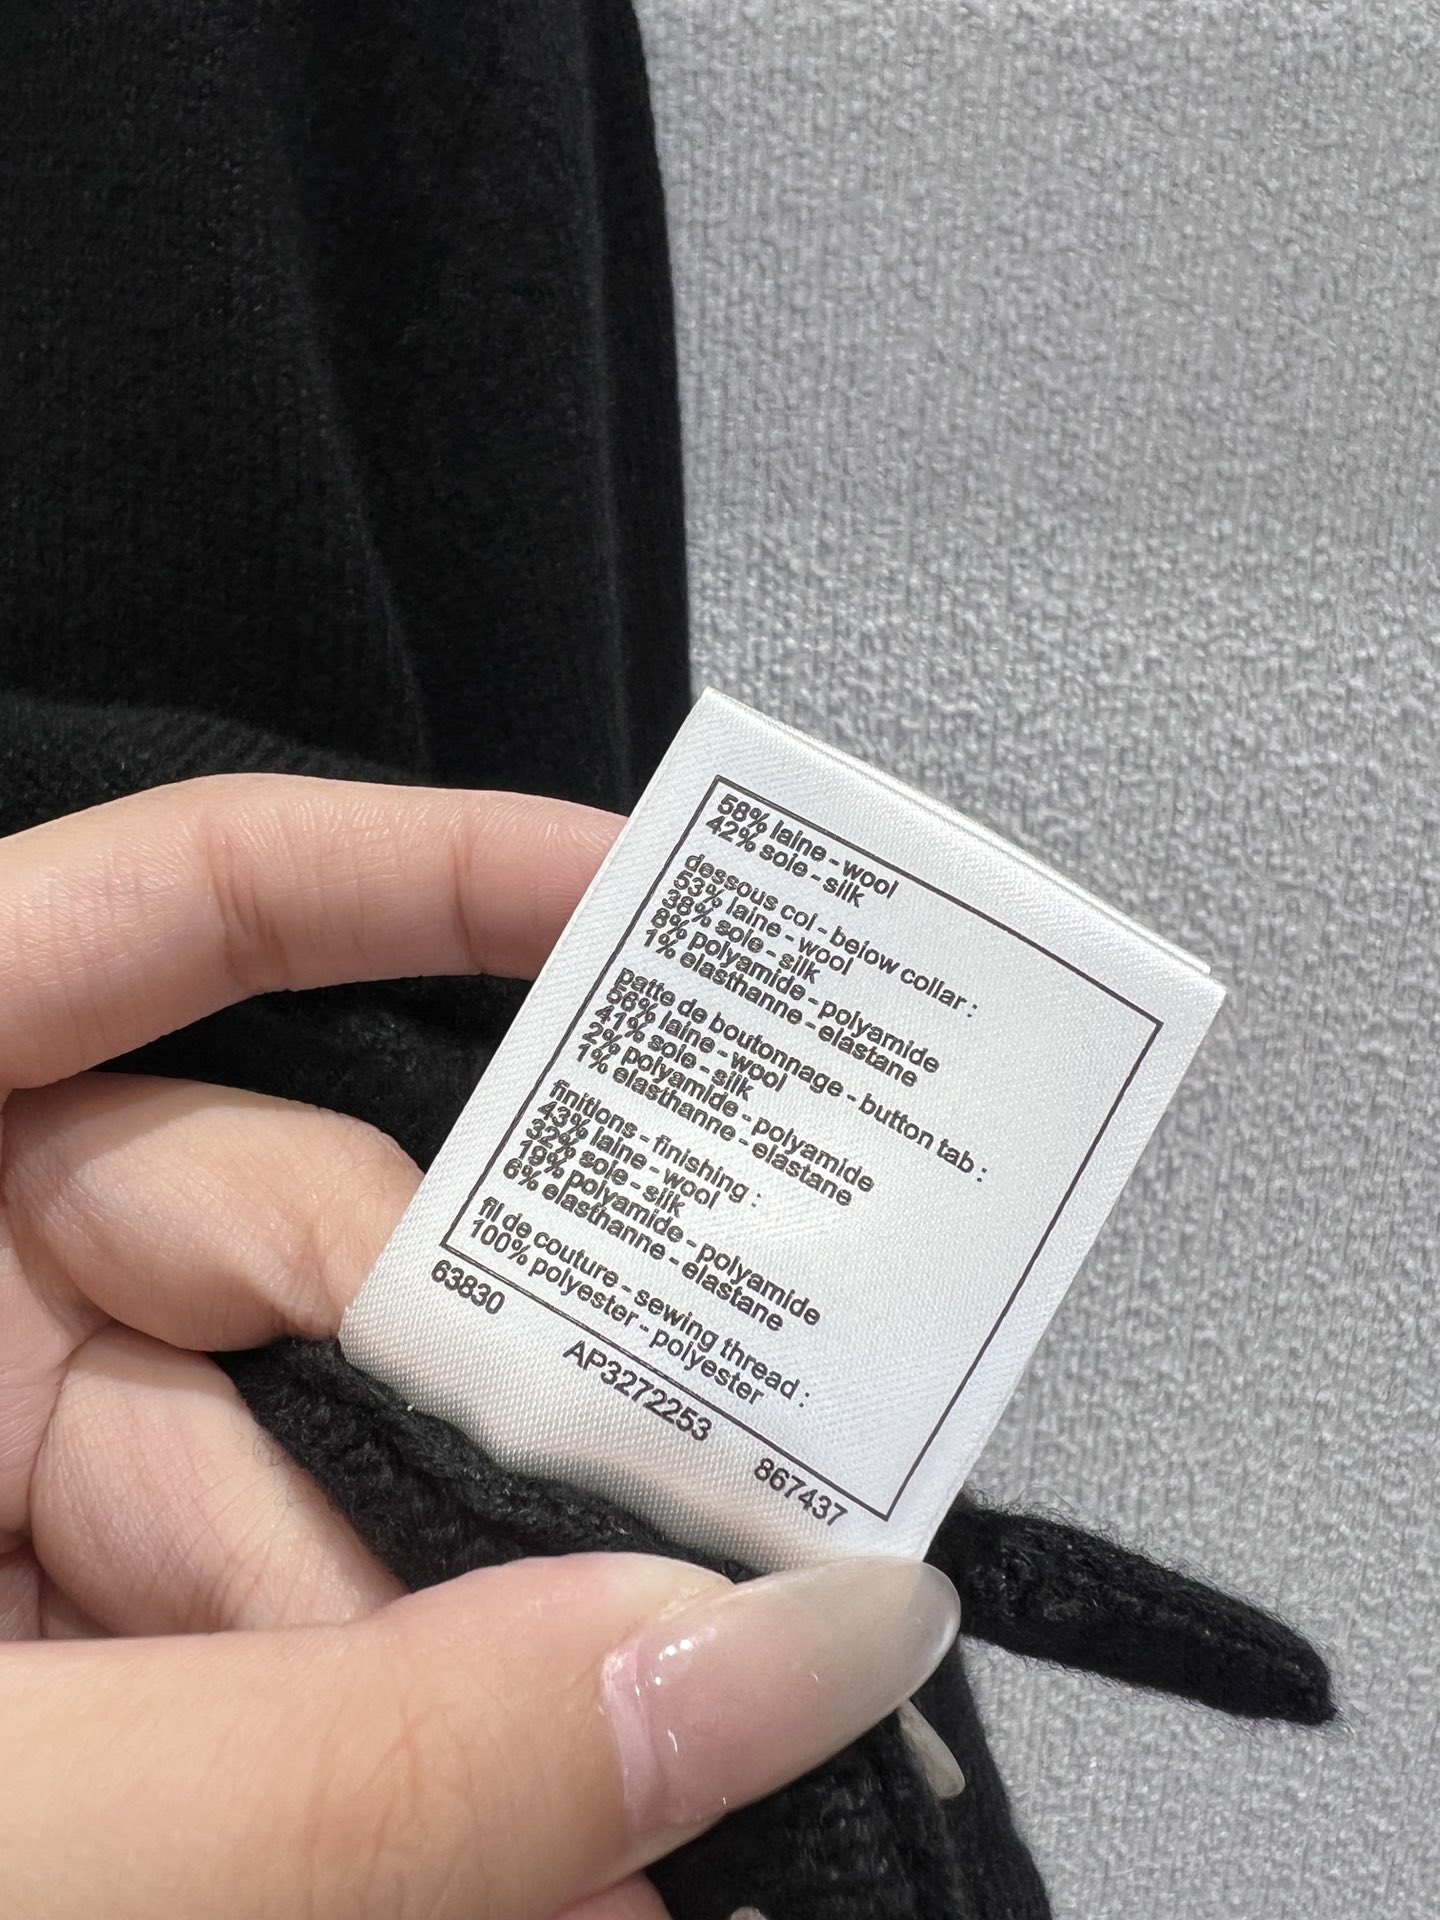 58% laine - wool
42% soie - silk
dessous col - below collar :
53% laine - wool
38% soie - silk
8% polyamide - polyamide
1% elasthanne - elastane
patte de boutonnage - button tab :
56% laine - wool
41% soie - silk
2% polyamide - polyamide
1% elasthanne - elastane
finitions - finishing :
43% laine - wool
32% soie - silk
19% polyamide - polyamide
6% elasthanne - elastane
fil de couture - sewing thread :
100% polyester - polyester
63830 AP3272253 867437